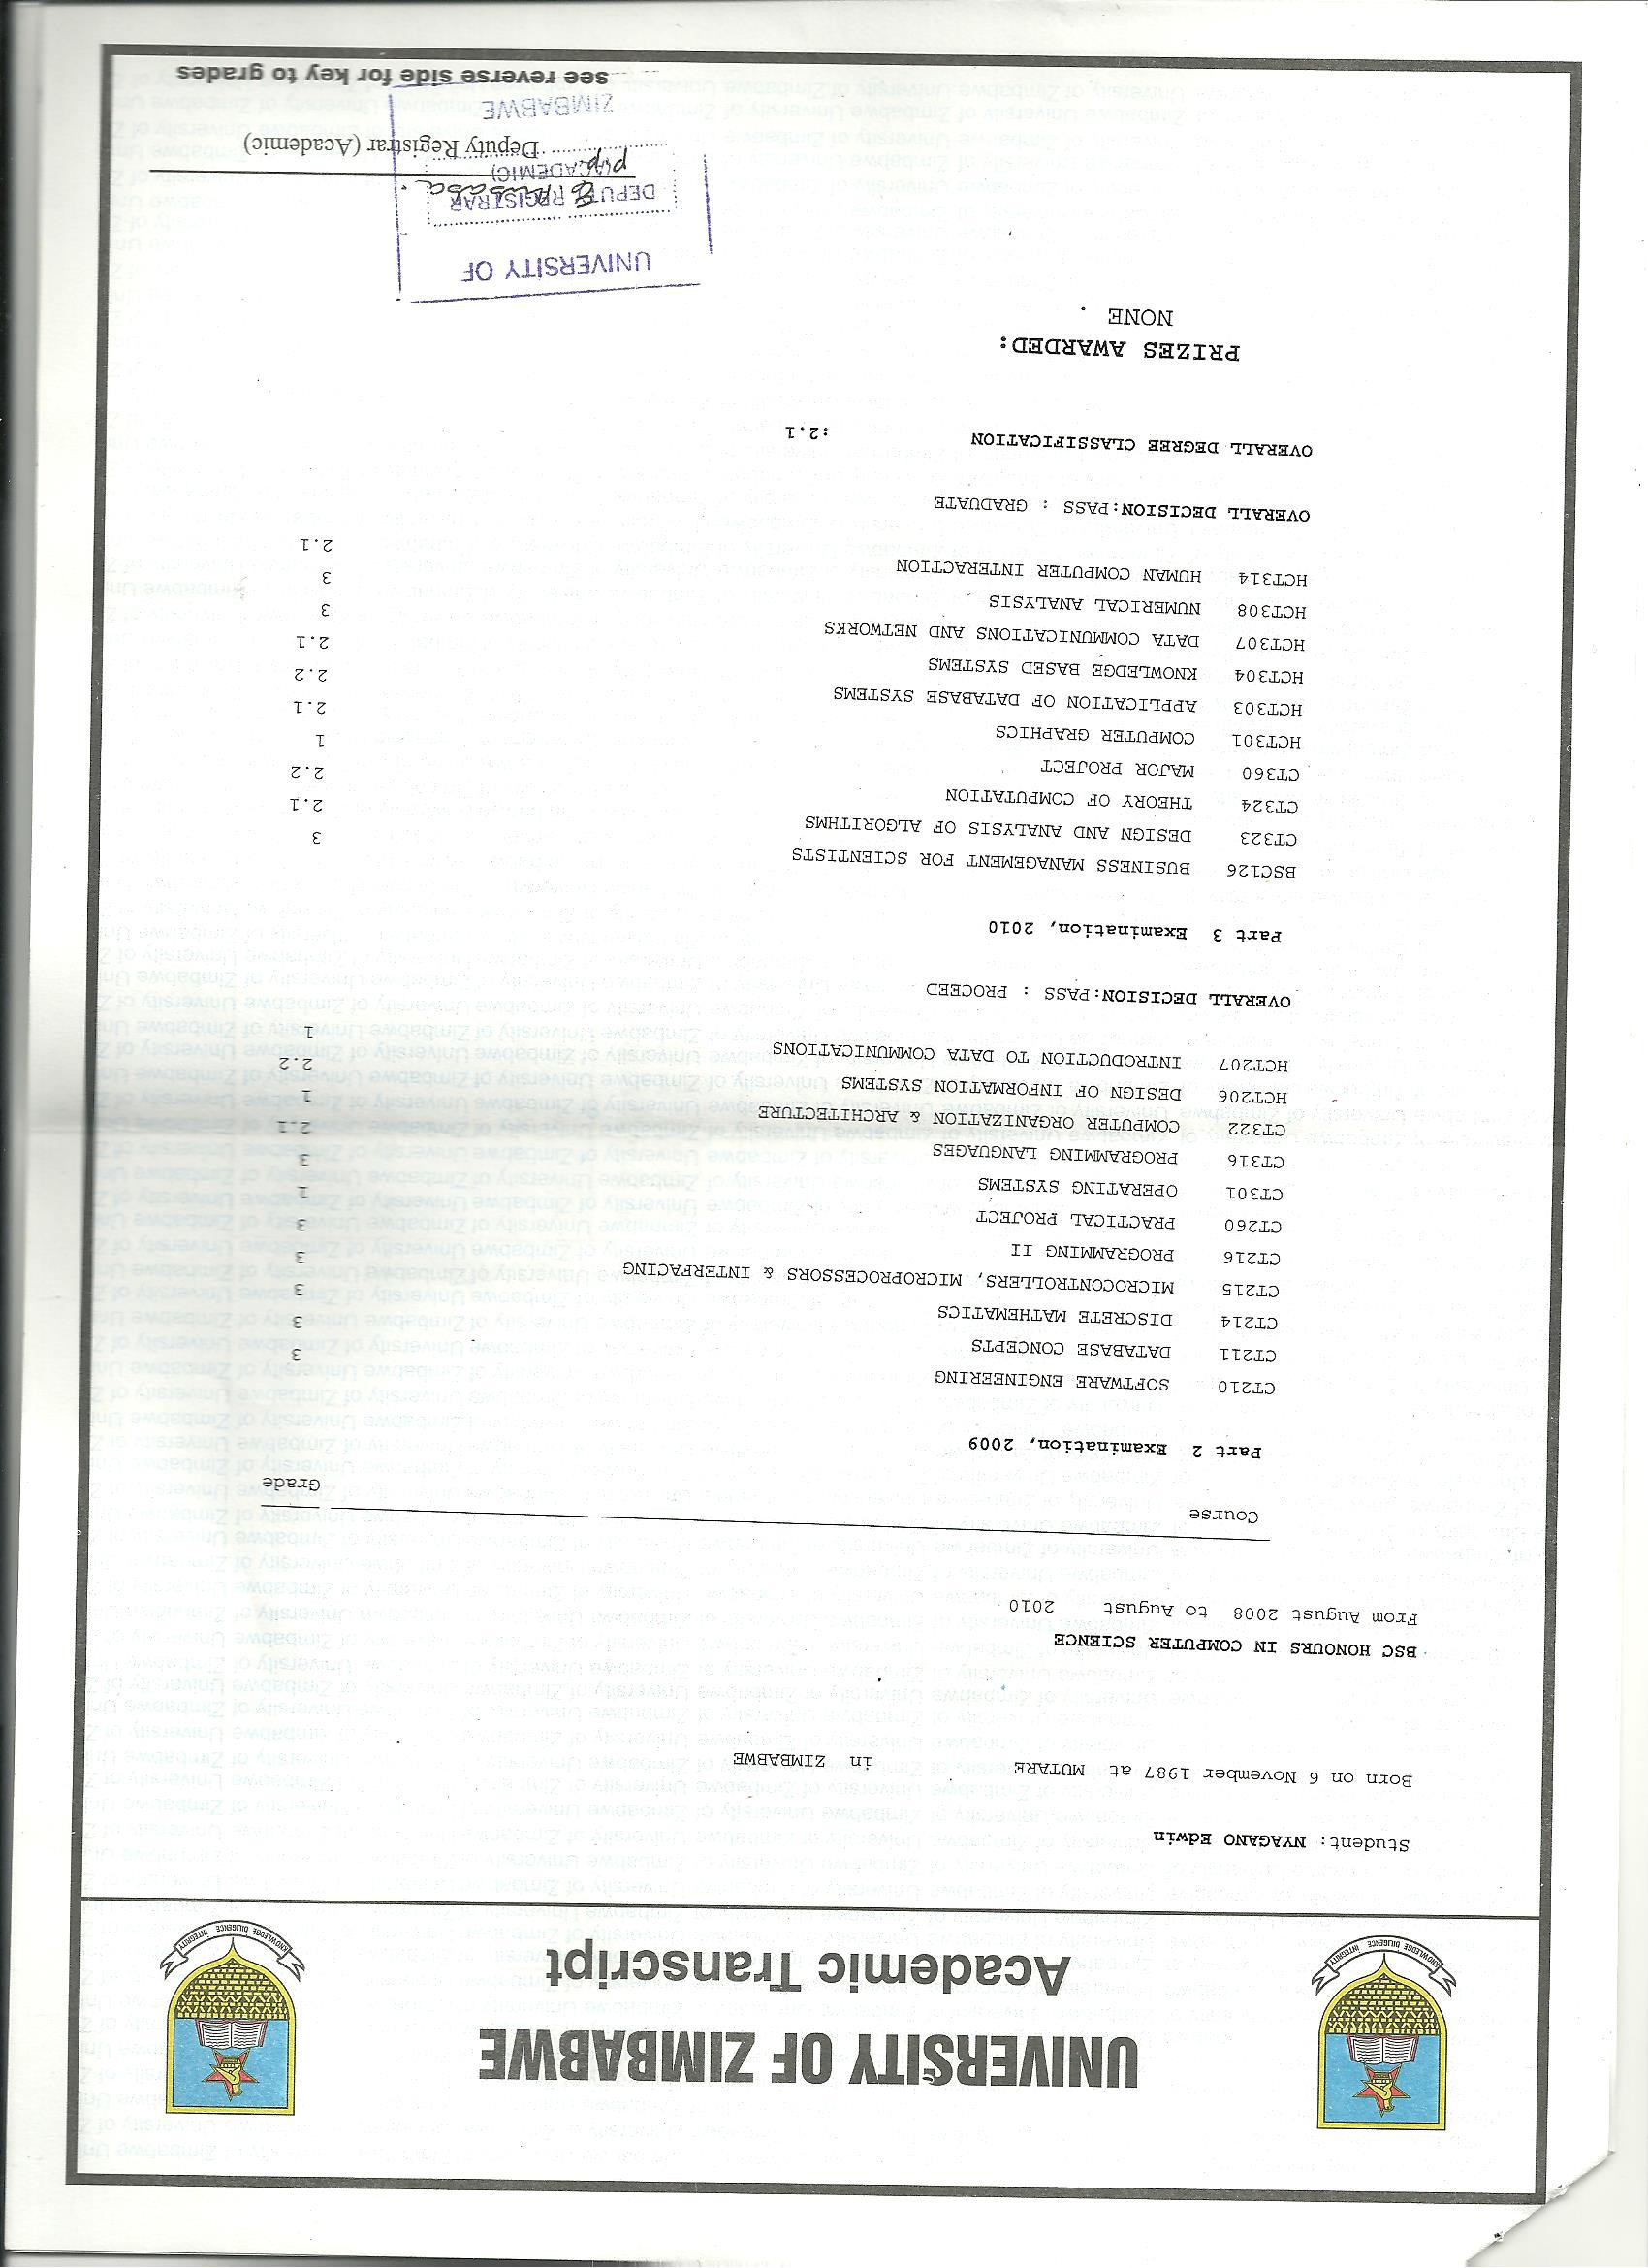 UNIVERSITY OF ZIMBABWE
Academic Transcript
KNOWLEDGE DILIGENCE INTEGRITY
KNOWLEDGE DILIGENCE INTEGRITY
Student: NYAGANO Edwin
Born on 6 November 1987 at MUTARE in ZIMBABWE
BSC HONOURS IN COMPUTER SCIENCE
From August 2008 to August 2010
Course Grade
Part 2 Examination, 2009
CT210 SOFTWARE ENGINEERING 3
CT211 DATABASE CONCEPTS 3
CT214 DISCRETE MATHEMATICS 3
CT215 MICROCONTROLLERS, MICROPROCESSORS & INTERFACING 3
CT216 PROGRAMMING II 3
CT260 PRACTICAL PROJECT 1
CT301 OPERATING SYSTEMS 3
CT316 PROGRAMMING LANGUAGES 2.1
CT322 COMPUTER ORGANIZATION & ARCHITECTURE 1
HCT206 DESIGN OF INFORMATION SYSTEMS 2.2
HCT207 INTRODUCTION TO DATA COMMUNICATIONS 1
OVERALL DECISION:PASS : PROCEED
Part 3 Examination, 2010
BSC126 BUSINESS MANAGEMENT FOR SCIENTISTS 3
CT323 DESIGN AND ANALYSIS OF ALGORITHMS 2.1
CT324 THEORY OF COMPUTATION 2.2
CT360 MAJOR PROJECT 1
HCT301 COMPUTER GRAPHICS 2.1
HCT303 APPLICATION OF DATABASE SYSTEMS 2.2
HCT304 KNOWLEDGE BASED SYSTEMS 2.1
HCT307 DATA COMMUNICATIONS AND NETWORKS 3
HCT308 NUMERICAL ANALYSIS 3
HCT314 HUMAN COMPUTER INTERACTION 2.1
OVERALL DECISION:PASS : GRADUATE
OVERALL DEGREE CLASSIFICATION :2.1
PRIZES AWARDED:
NONE .
UNIVERSITY OF
DEPUTY REGISTRAR
(ACADEMIC)
Deputy Registrar (Academic)
ZIMBABWE
see reverse side for key to grades